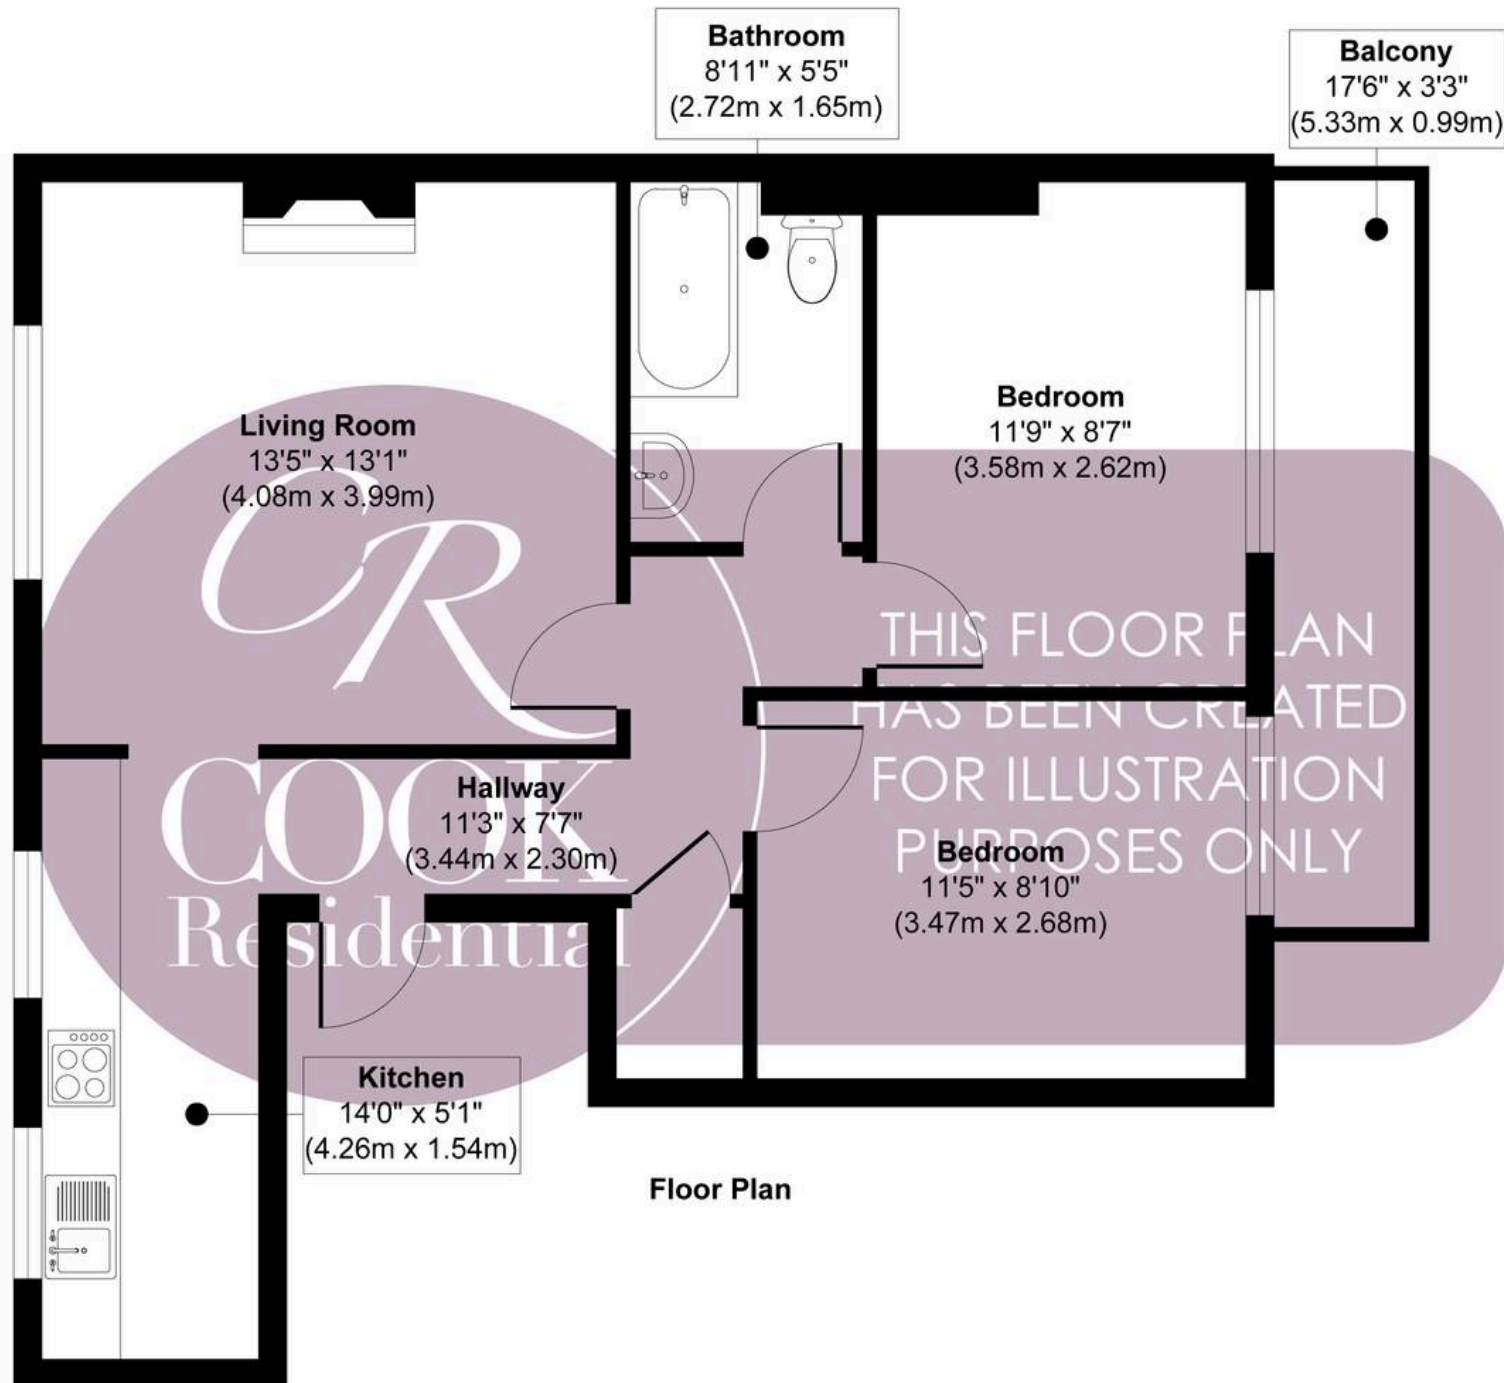 Bathroom
8'11" x 5'5"
(2.72m x 1.65m)
Balcony
17'6" x 3'3"
(5.33m x 0.99m)
Living Room
13'5" x 13'1"
(4.08m x 3.99m)
Bedroom
11'9" x 8'7"
(3.58m x 2.62m)
CR
COOK
Residential
THIS FLOOR PLAN
HAS BEEN CREATED
FOR ILLUSTRATION
PURPOSES ONLY
Hallway
11'3" x 7'7"
(3.44m x 2.30m)
Bedroom
11'5" x 8'10"
(3.47m x 2.68m)
Kitchen
14'0" x 5'1"
(4.26m x 1.54m)
Floor Plan